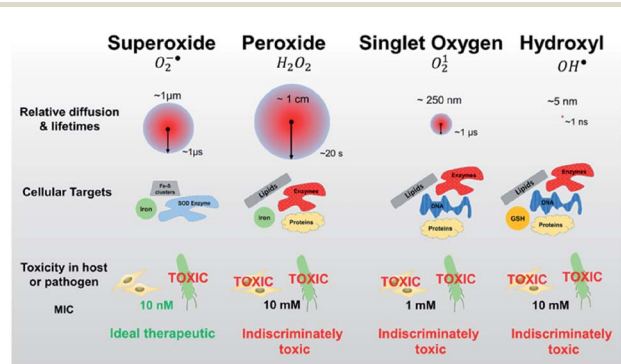 Superoxide Peroxide Singlet Oxygen Hydroxyl
O₂⁻• H₂O₂ O₂¹ OH•
Relative diffusion
& lifetimes
~1μm
~1μs
~ 1 cm
~20 s
~ 250 nm
~1 μs
~5 nm
~1 ns
Cellular Targets
Fe-S
clusters
Iron
SOD Enzyme
Lipids
Enzymes
Iron
Proteins
Lipids
Enzymes
DNA
Proteins
Lipids
Enzymes
DNA
GSH
Proteins
Toxicity in host
or pathogen
MIC
TOXIC
10 nM
TOXIC TOXIC
10 mM
TOXIC TOXIC
1 mM
TOXIC TOXIC
10 mM
Ideal therapeutic
Indiscriminately
toxic
Indiscriminately
toxic
Indiscriminately
toxic